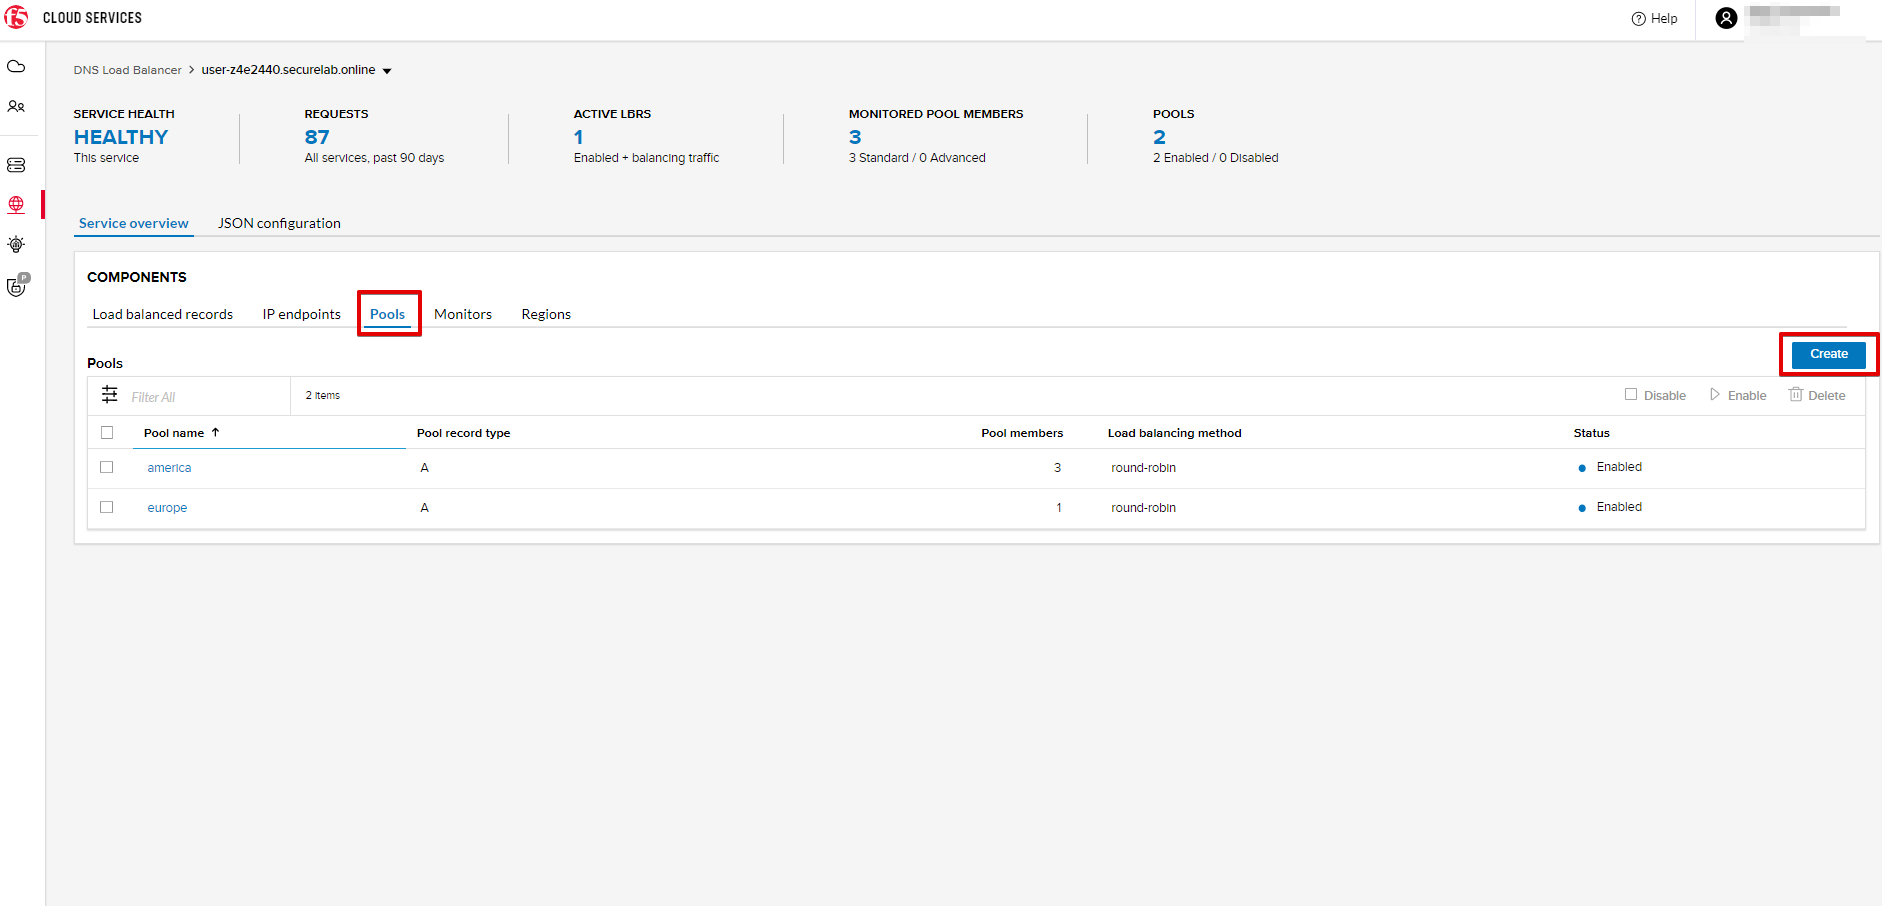 f5 CLOUD SERVICES
Help
DNS Load Balancer > user-z4e2440.securelab.online
SERVICE HEALTH
HEALTHY
This service
REQUESTS
87
All services, past 90 days
ACTIVE LBRS
1
Enabled + balancing traffic
MONITORED POOL MEMBERS
3
3 Standard / 0 Advanced
POOLS
2
2 Enabled / 0 Disabled
P
Service overview JSON configuration
COMPONENTS
Load balanced records IP endpoints Pools Monitors Regions
Pools
Create
Filter All 2 items Disable Enable Delete
Pool name Pool record type Pool members Load balancing method Status
america A 3 round-robin Enabled
europe A 1 round-robin Enabled